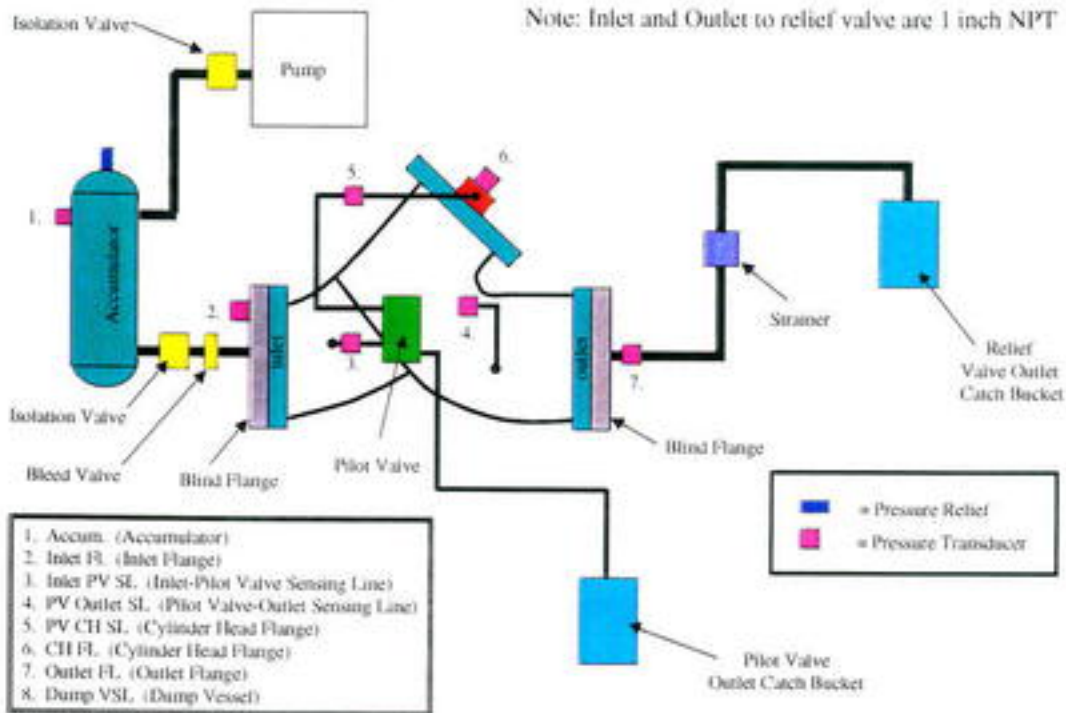 Isolation Valve
Note: Inlet and Outlet to relief valve are 1 inch NPT
Pump
6.
5.
1.
Accumulator
2.
inlet
3.
4.
outlet
7.
Strainer
Relief
Valve Outlet
Catch Bucket
Isolation Valve
Bleed Valve
Blind Flange
Pilot Valve
Blind Flange
= Pressure Relief
= Pressure Transducer
1. Accum. (Accumulator)
2. Inlet FL (Inlet Flange)
3. Inlet PV SL (Inlet-Pilot Valve Sensing Line)
4. PV Outlet SL (Pilot Valve-Outlet Sensing Line)
5. PV CH SL (Cylinder Head Flange)
6. CH FL (Cylinder Head Flange)
7. Outlet FL (Outlet Flange)
8. Dump VSL (Dump Vessel)
Pilot Valve
Outlet Catch Bucket